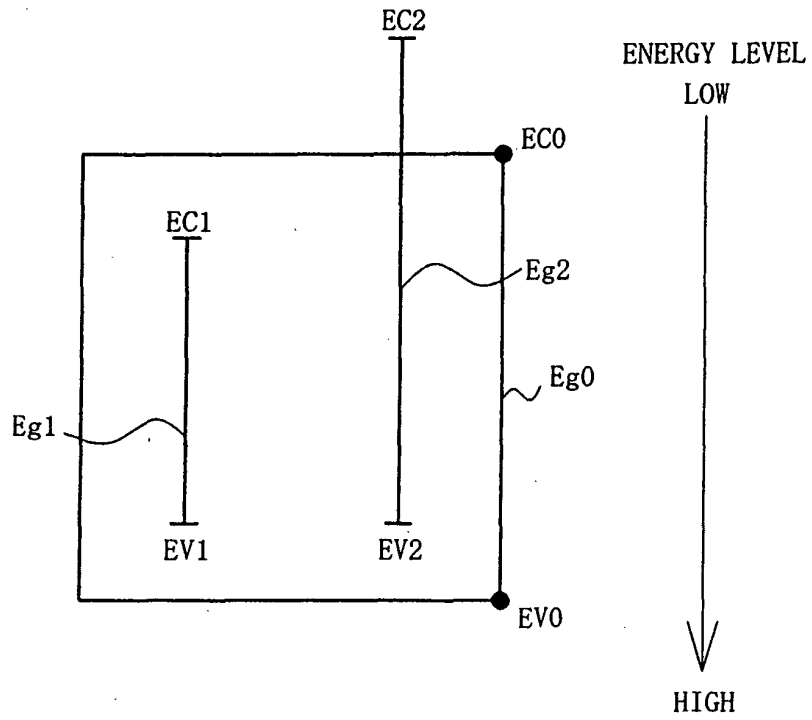 EC2
ENERGY LEVEL
LOW
EC0
EC1
Eg2
Eg0
Eg1
EV1
EV2
EV0
HIGH